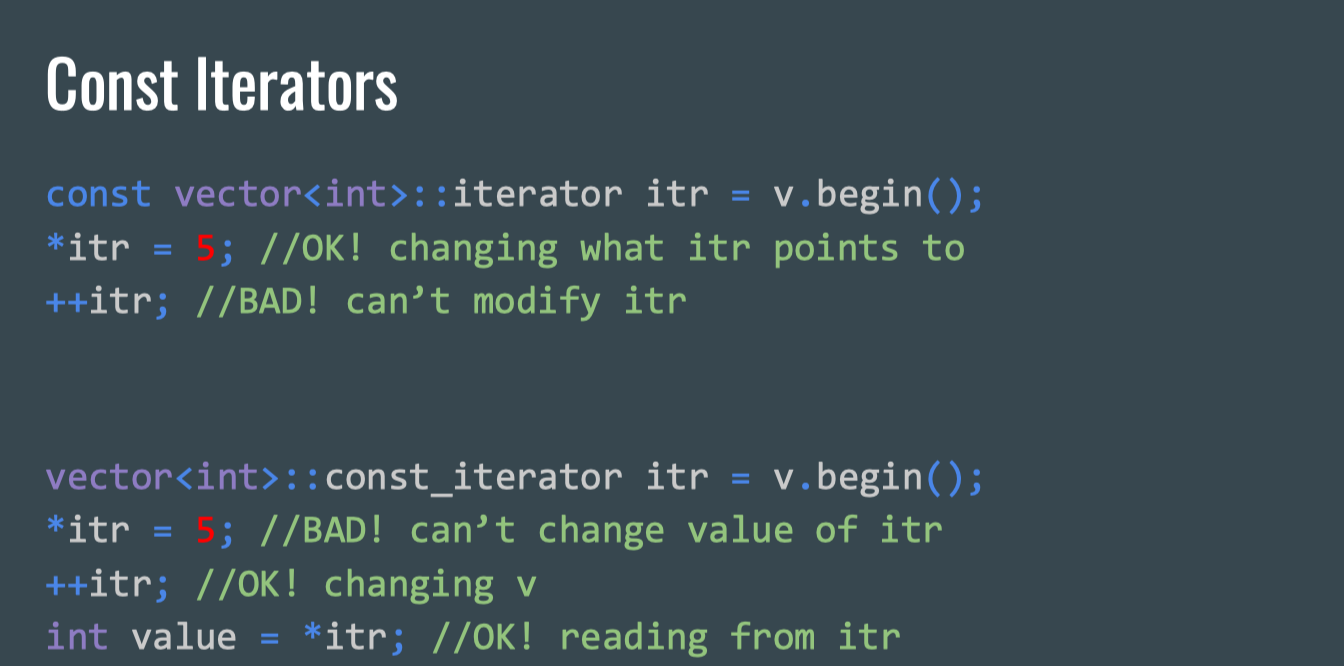 Const Iterators
const vector<int>::iterator itr = v.begin();
*itr = 5; //OK! changing what itr points to
++itr; //BAD! can’t modify itr
vector<int>::const_iterator itr = v.begin();
*itr = 5; //BAD! can’t change value of itr
++itr; //OK! changing v
int value = *itr; //OK! reading from itr